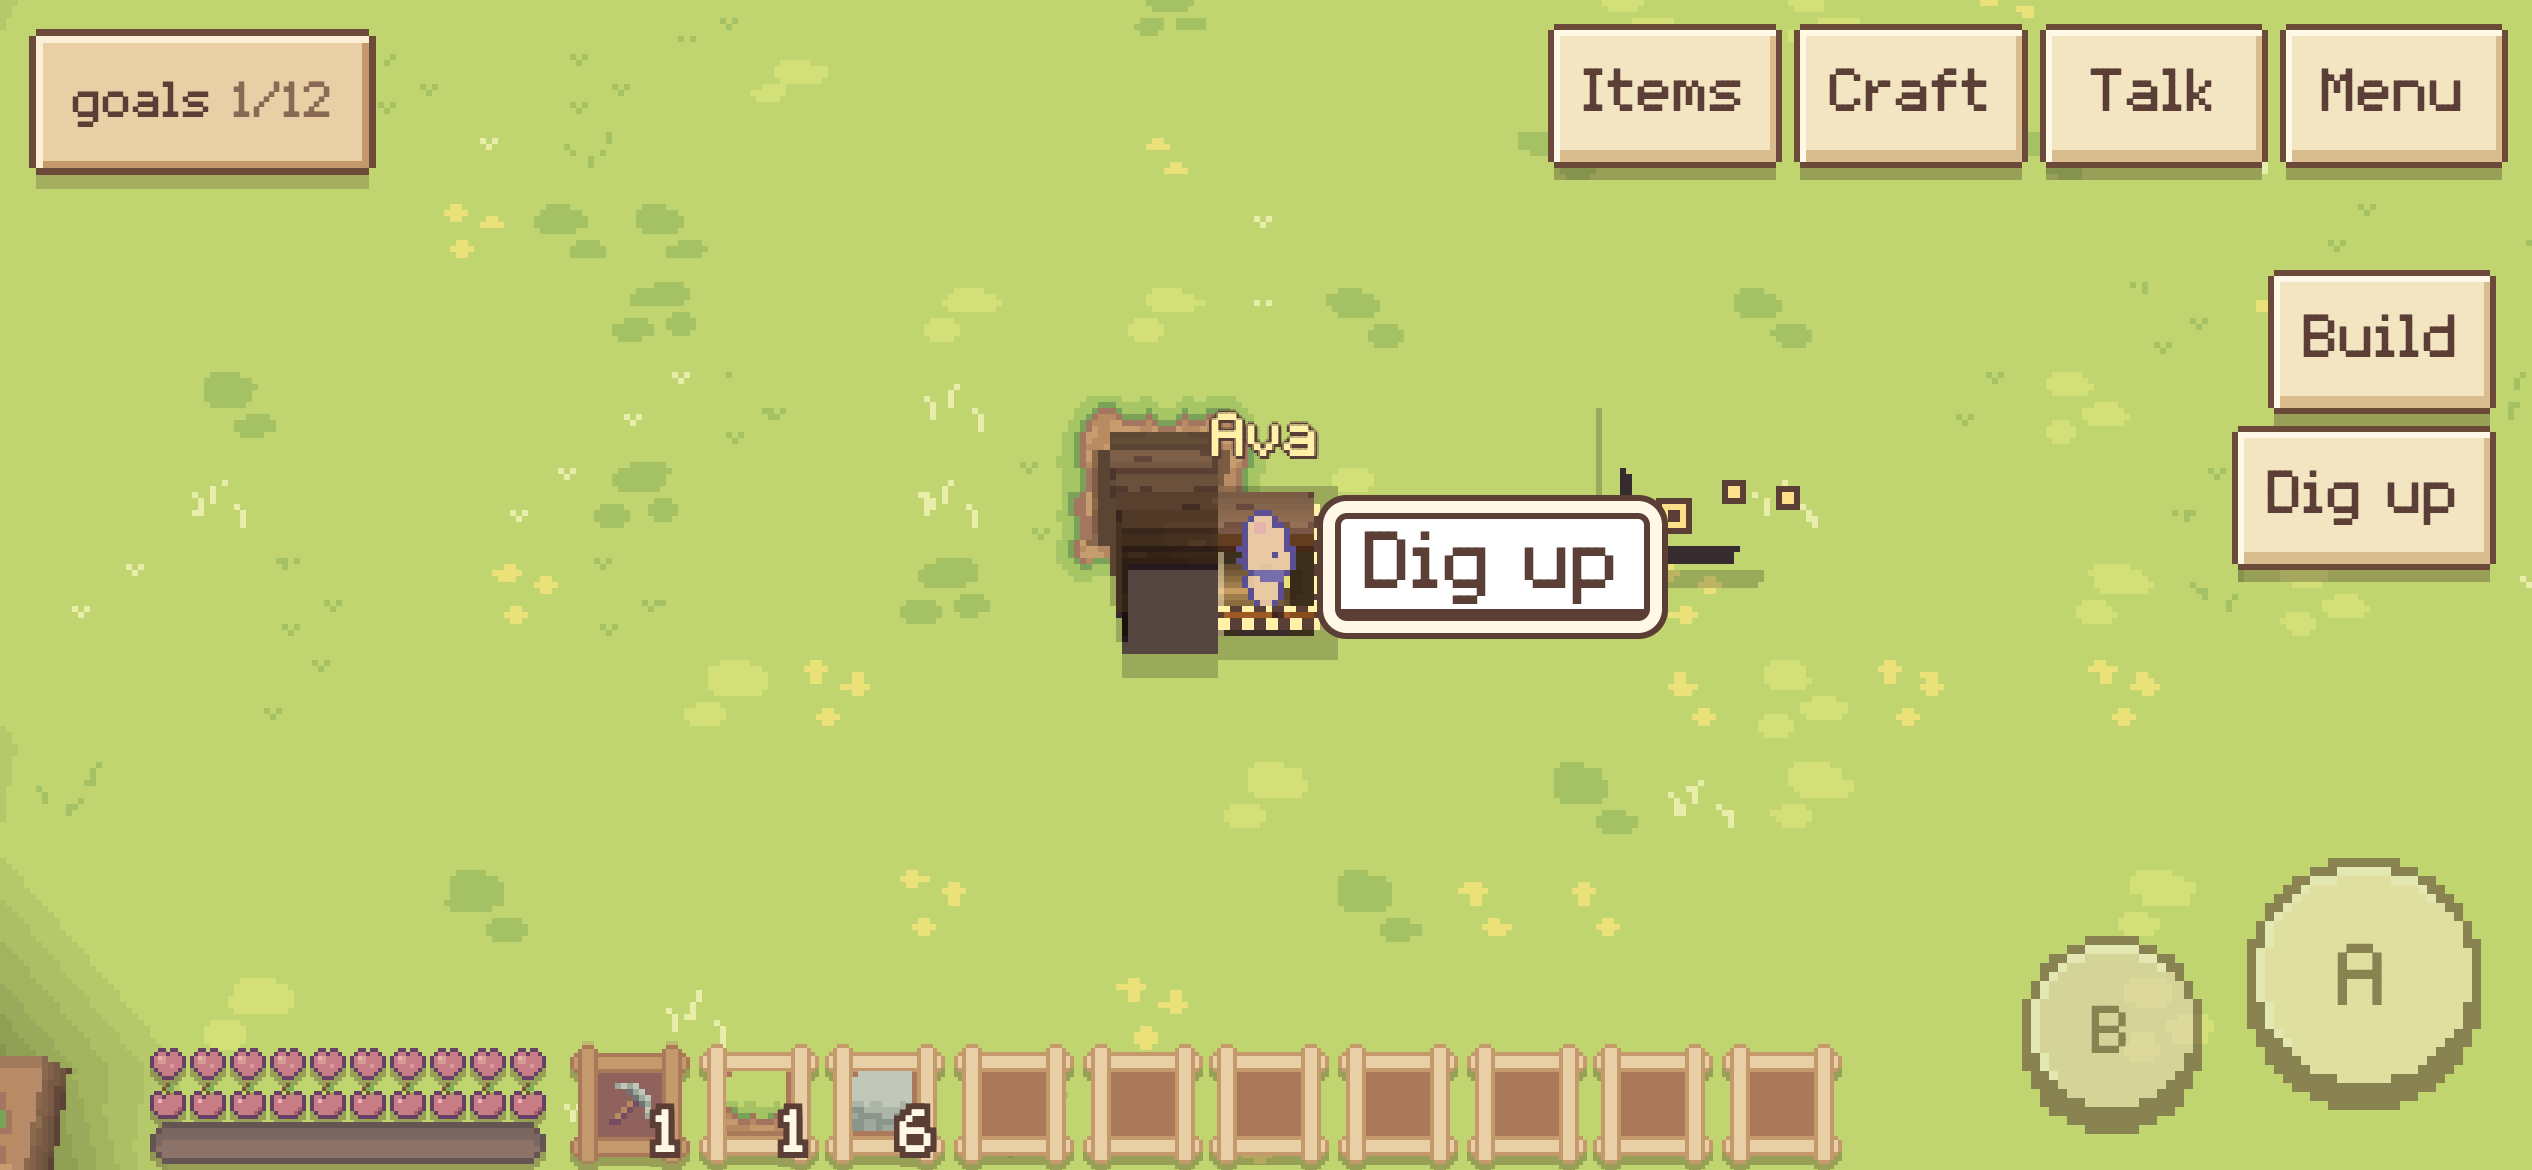 goals 1/12
Items
Craft
Talk
Menu
Build
Ava
Dig up
Dig up
A
B
1
1
6